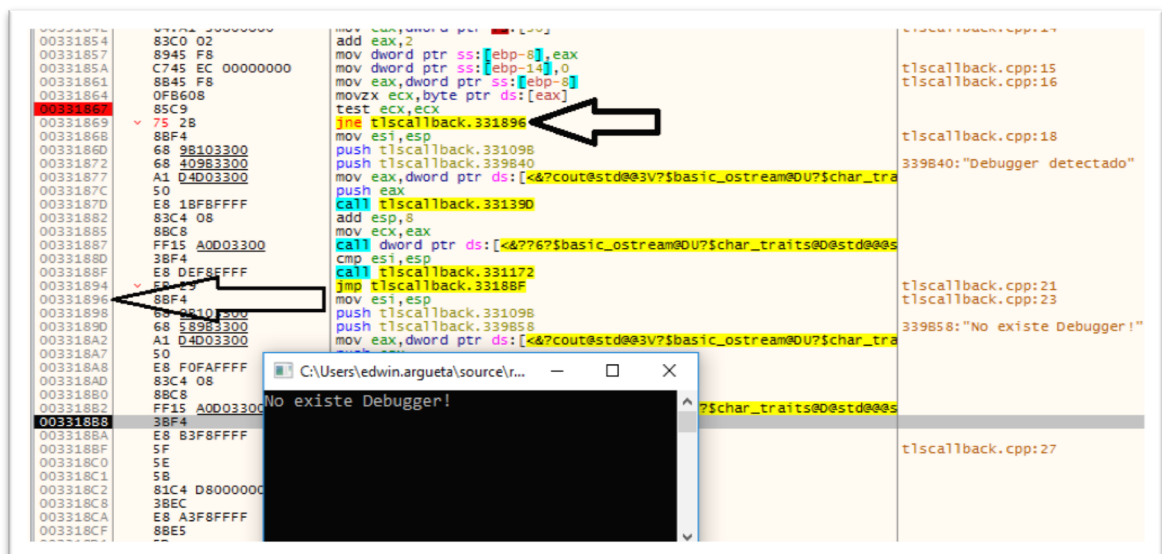 00331854 83C0 02 add eax,2
00331857 8945 F8 mov dword ptr ss:[ebp-8],eax
0033185A C745 EC 00000000 mov dword ptr ss:[ebp-14],0 tlscallback.cpp:15
00331861 8B45 F8 mov eax,dword ptr ss:[ebp-8] tlscallback.cpp:16
00331864 0FB608 movzx ecx,byte ptr ds:[eax]
00331867 85C9 test ecx,ecx
00331869 75 2B jne tlscallback.331896
0033186B 8BF4 mov esi,esp tlscallback.cpp:18
0033186D 68 9B103300 push tlscallback.33109B
00331872 68 409B3300 push tlscallback.339B40 339B40:"Debugger detectado"
00331877 A1 D4D03300 mov eax,dword ptr ds:[<&?cout@std@@3V?$basic_ostream@DU?$char_tra
0033187C 50 push eax
0033187D E8 1BFBFFFF call tlscallback.33139D
00331882 83C4 08 add esp,8
00331885 8BC8 mov ecx,eax
00331887 FF15 A0D03300 call dword ptr ds:[<&??6?$basic_ostream@DU?$char_traits@D@std@@@s
0033188D 3BF4 cmp esi,esp
0033188F E8 DEF8FFFF call tlscallback.331172
00331894 jmp tlscallback.3318BF tlscallback.cpp:21
00331896 8BF4 mov esi,esp tlscallback.cpp:23
00331898 push tlscallback.33109B
0033189D 68 589B3300 push tlscallback.339B58 339B58:"No existe Debugger!"
003318A2 A1 D4D03300 mov eax,dword ptr ds:[<&?cout@std@@3V?$basic_ostream@DU?$char_tra
003318A7 50
003318A8 E8 F0FAFFFF
003318AD 83C4 08
003318B0 8BC8
003318B2 FF15 A0D03300 ?$char_traits@D@std@@@s
003318B8 3BF4
003318BA E8 B3F8FFFF
003318BF 5F tlscallback.cpp:27
003318C0 5E
003318C1 5B
003318C2 81C4 D8000000
003318C8 3BEC
003318CA E8 A3F8FFFF
003318CF 8BE5
C:\Users\edwin.argueta\source\r...
No existe Debugger!